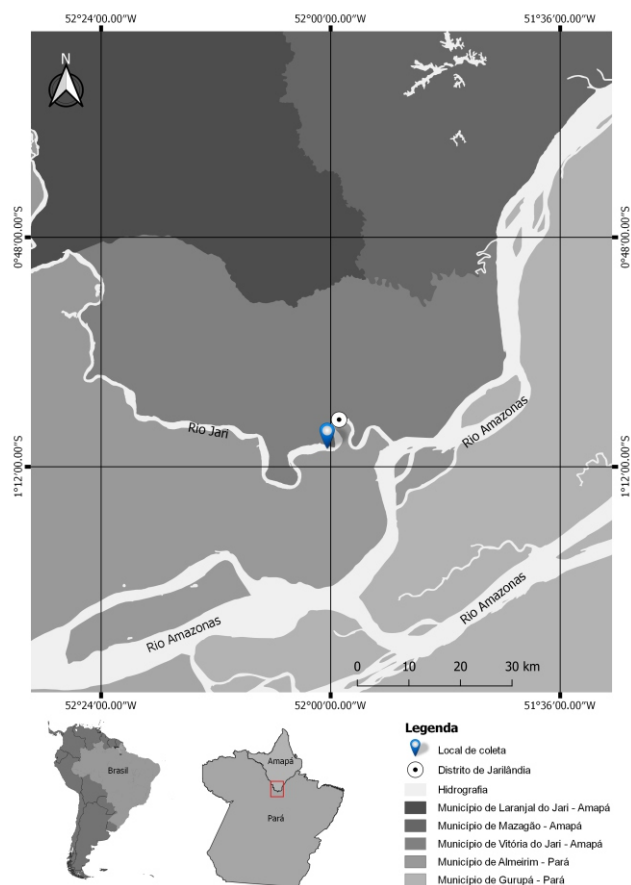 52°24'00.00"W 52°00'00.00"W 51°36'00.00"W
N
0°48'00.00"S 0°48'00.00"S
Rio Jari
Rio Amazonas
1°12'00.00"S 1°12'00.00"S
Rio Amazonas
Rio Amazonas
0 10 20 30 km
52°24'00.00"W 52°00'00.00"W 51°36'00.00"W
Brasil
Amapá
Pará
Legenda
Local de coleta
Distrito de Jarilândia
Hidrografia
Município de Laranjal do Jari - Amapá
Município de Mazagão - Amapá
Município de Vitória do Jari - Amapá
Município de Almeirim - Pará
Município de Gurupá - Pará